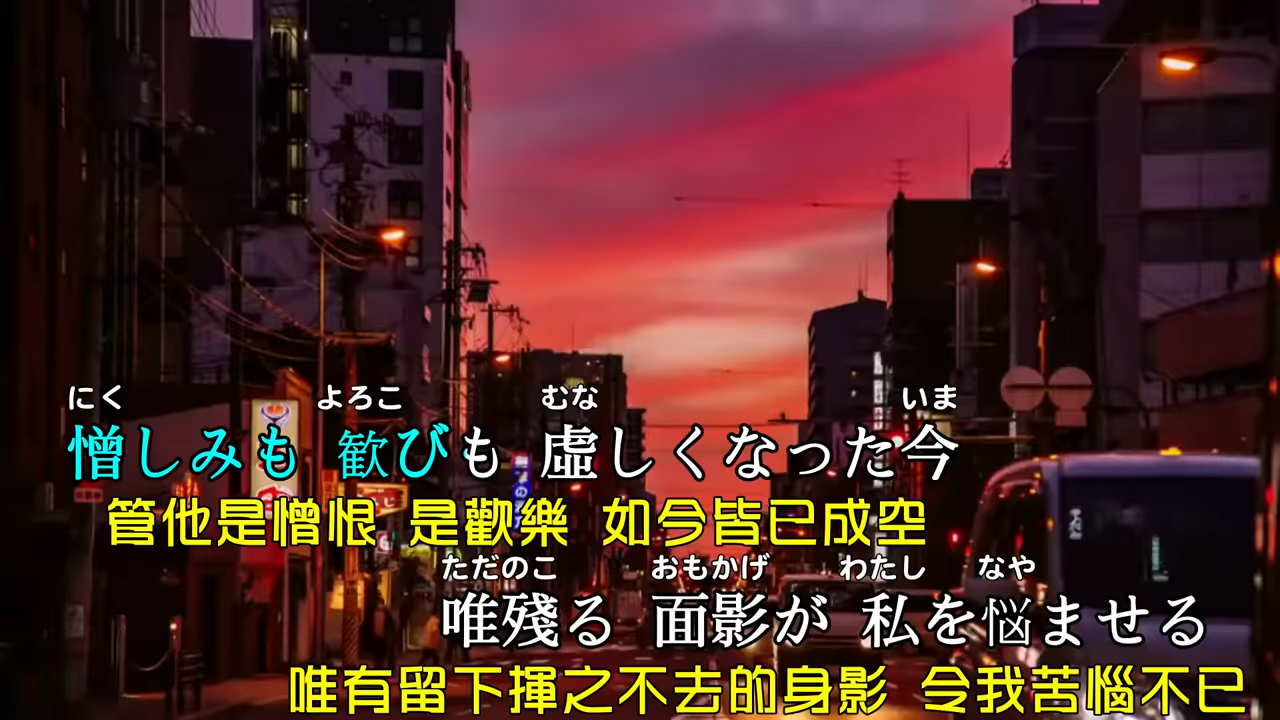 にく よろこ むな いま
憎しみも 歓びも 虚しくなった今
管他是憎恨 是歡樂 如今皆已成空
ただのこ おもかげ わたし なや
唯残る 面影が 私を悩ませる
唯有留下揮之不去的身影 令我苦惱不已